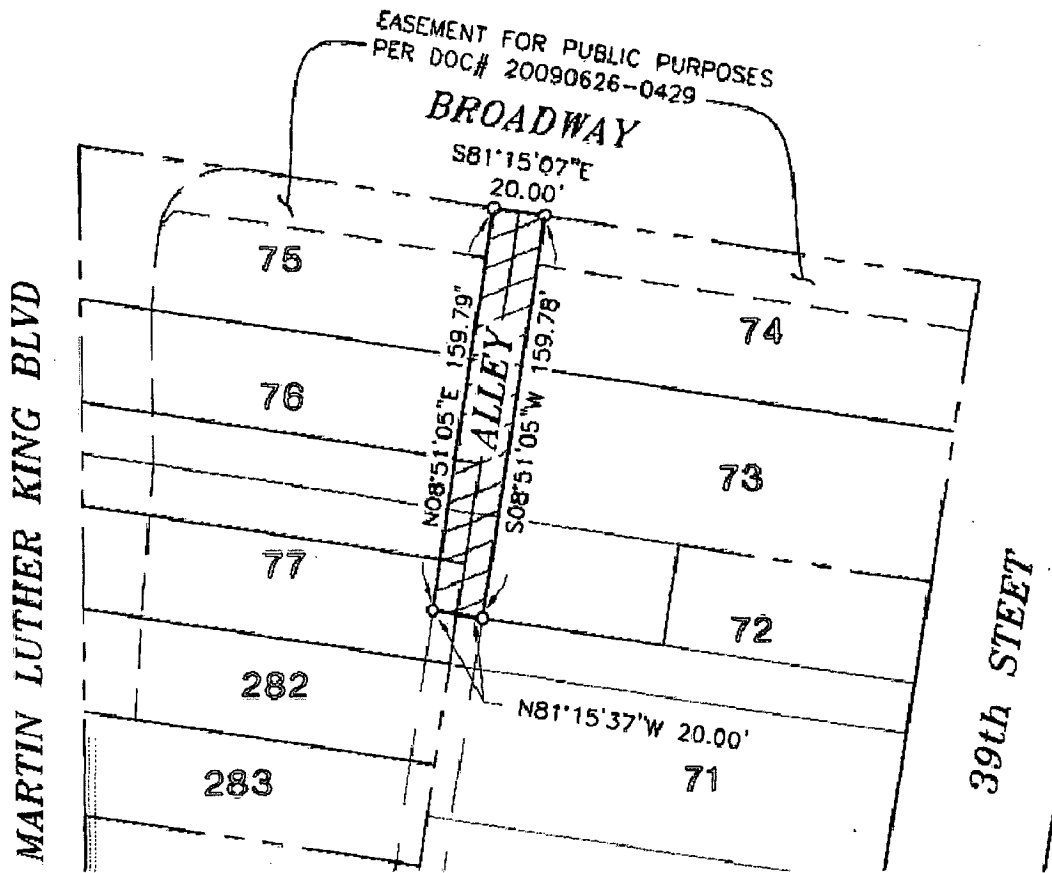 EASEMENT FOR PUBLIC PURPOSES
PER DOC# 20090626-0429
BROADWAY
S81°15'07"E
20.00'
75
74
MARTIN LUTHER KING BLVD
N08°51'05"E 159.79"
ALLEY
S08°51'05"W 159.78'
76
73
77
72
39th STEET
282
N81°15'37"W 20.00'
283
71